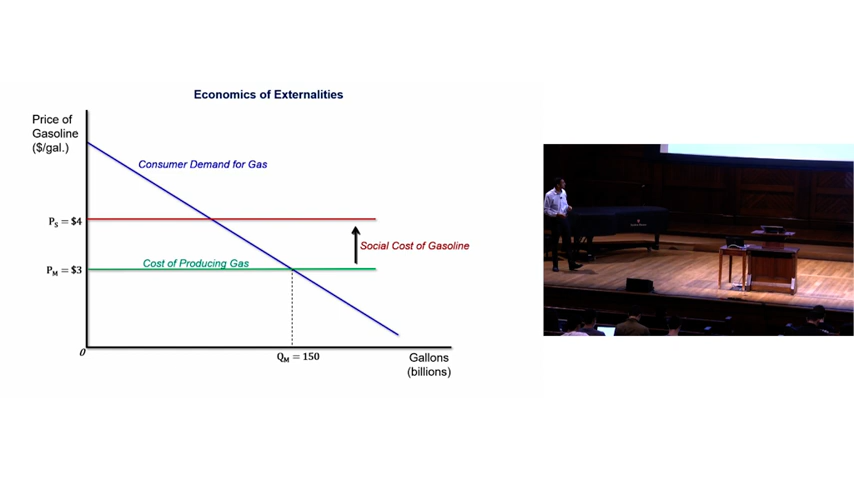 Economics of Externalities
Price of
Gasoline
($/gal.)
Consumer Demand for Gas
Pₛ = $4
Social Cost of Gasoline
Cost of Producing Gas
P_M = $3
0
Q_M = 150
Gallons
(billions)